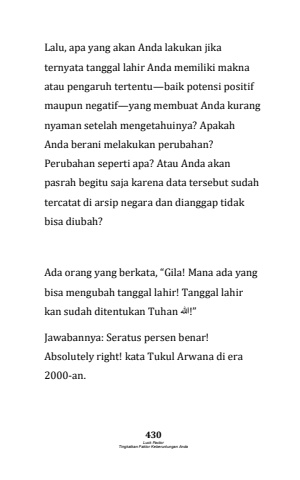 Lalu, apa yang akan Anda lakukan jika
ternyata tanggal lahir Anda memiliki makna
atau pengaruh tertentu—baik potensi positif
maupun negatif—yang membuat Anda kurang
nyaman setelah mengetahuinya? Apakah
Anda berani melakukan perubahan?
Perubahan seperti apa? Atau Anda akan
pasrah begitu saja karena data tersebut sudah
tercatat di arsip negara dan dianggap tidak
bisa diubah?
Ada orang yang berkata, “Gila! Mana ada yang
bisa mengubah tanggal lahir! Tanggal lahir
kan sudah ditentukan Tuhan ﷲ!”
Jawabannya: Seratus persen benar!
Absolutely right! kata Tukul Arwana di era
2000-an.
430
Luck Factor
Tingkatkan Faktor Keberuntungan Anda